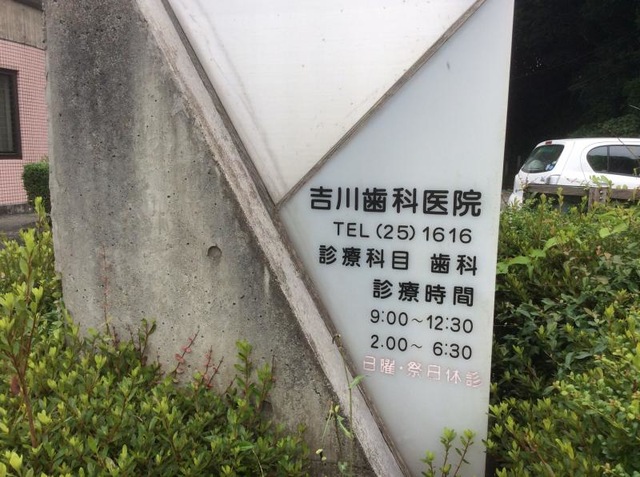 吉川歯科医院
TEL(25)1616
診療科目 歯科
診療時間
9:00〜12:30
2.00〜 6:30
日曜・祭日休診